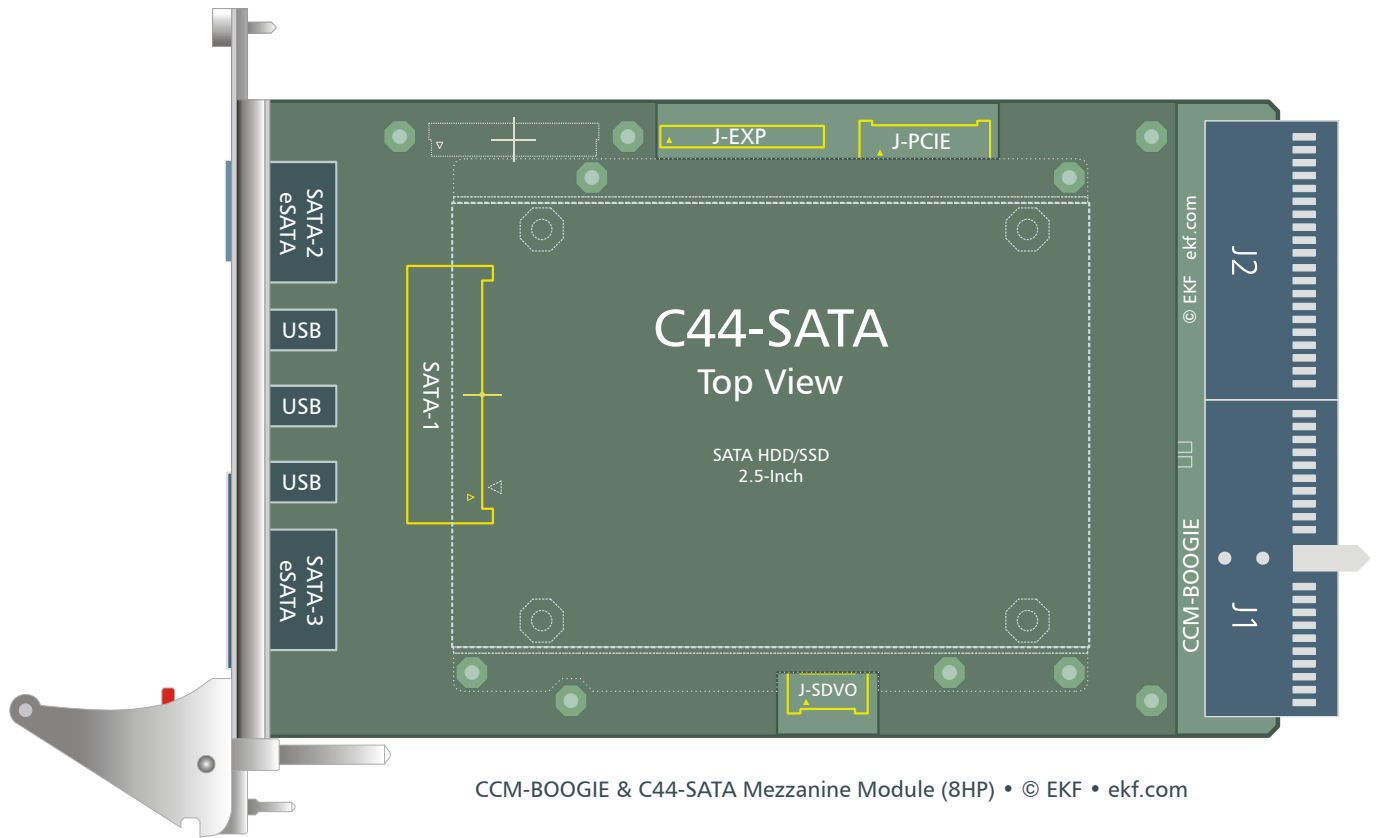 J-EXP
J-PCIE
SATA-2
eSATA
USB
USB
USB
SATA-3
eSATA
SATA-1
C44-SATA
Top View
SATA HDD/SSD
2.5-Inch
© EKF ekf.com
CCM-BOOGIE
J2
J1
J-SDVO
CCM-BOOGIE & C44-SATA Mezzanine Module (8HP) • © EKF • ekf.com